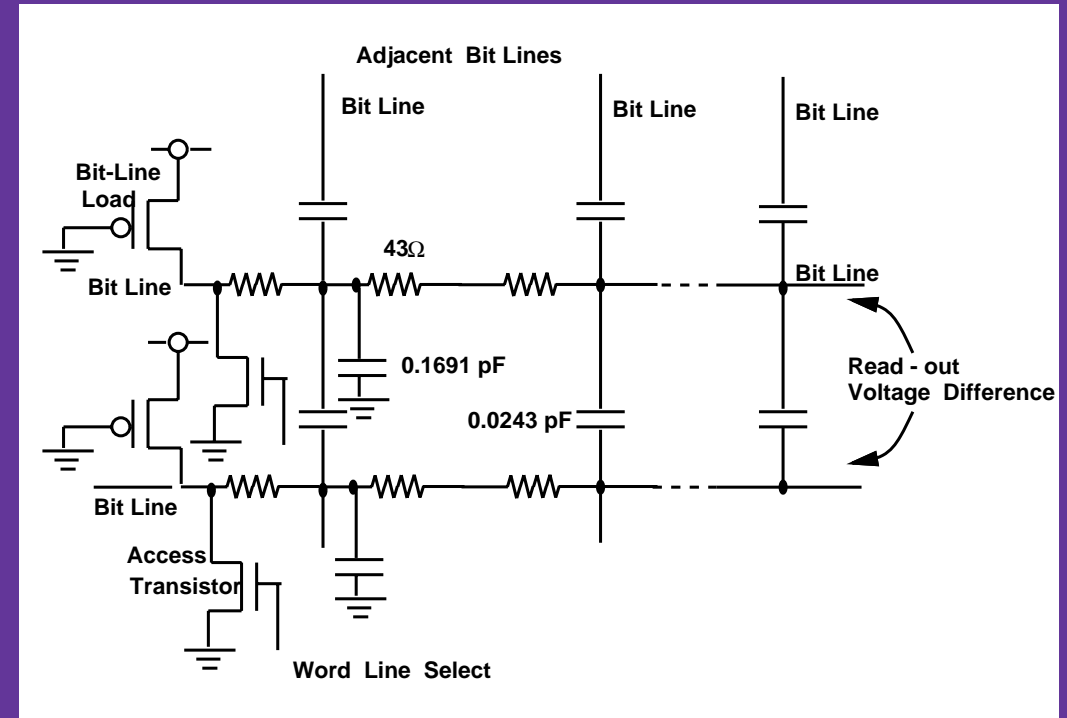 Adjacent Bit Lines
Bit Line
Bit Line
Bit Line
Bit-Line
Load
43Ω
Bit Line
Bit Line
0.1691 pF
Read - out
Voltage Difference
0.0243 pF
Bit Line
Access
Transistor
Word Line Select